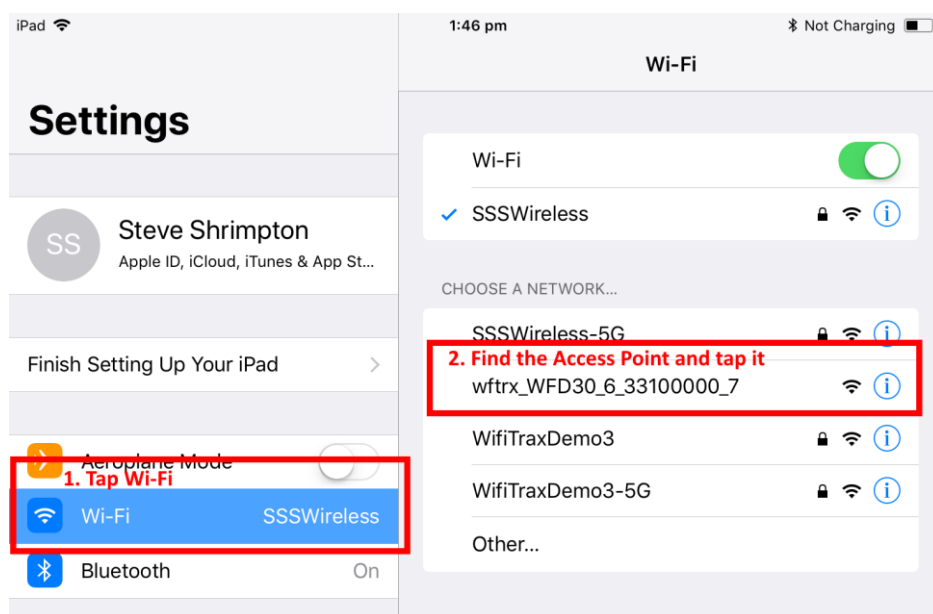 iPad
1:46 pm
Not Charging
Settings
SS
Steve Shrimpton
Apple ID, iCloud, iTunes & App St...
Finish Setting Up Your iPad
Aeroplane Mode
1. Tap Wi-Fi
Wi-Fi SSSWireless
Bluetooth On
Wi-Fi
Wi-Fi
SSSWireless
CHOOSE A NETWORK...
SSSWireless-5G
2. Find the Access Point and tap it
wftrx_WFD30_6_33100000_7
WifiTraxDemo3
WifiTraxDemo3-5G
Other...